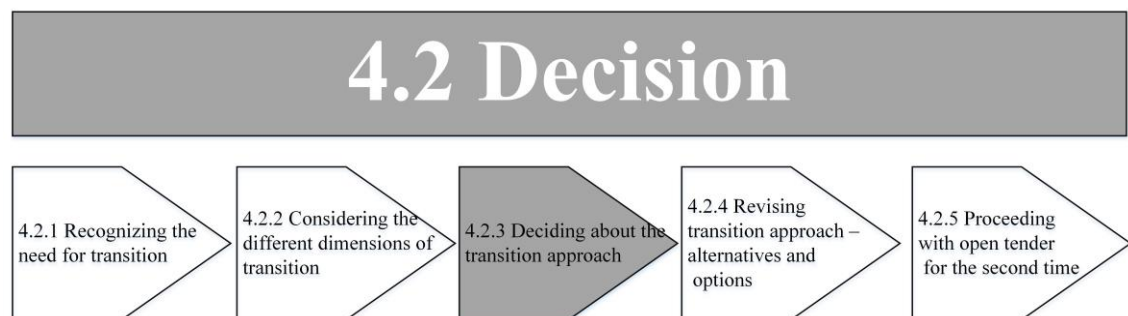 4.2 Decision
4.2.1 Recognizing the
need for transition
4.2.2 Considering the
different dimensions of
transition
4.2.3 Deciding about the
transition approach
4.2.4 Revising
transition approach –
alternatives and
options
4.2.5 Proceeding
with open tender
for the second time